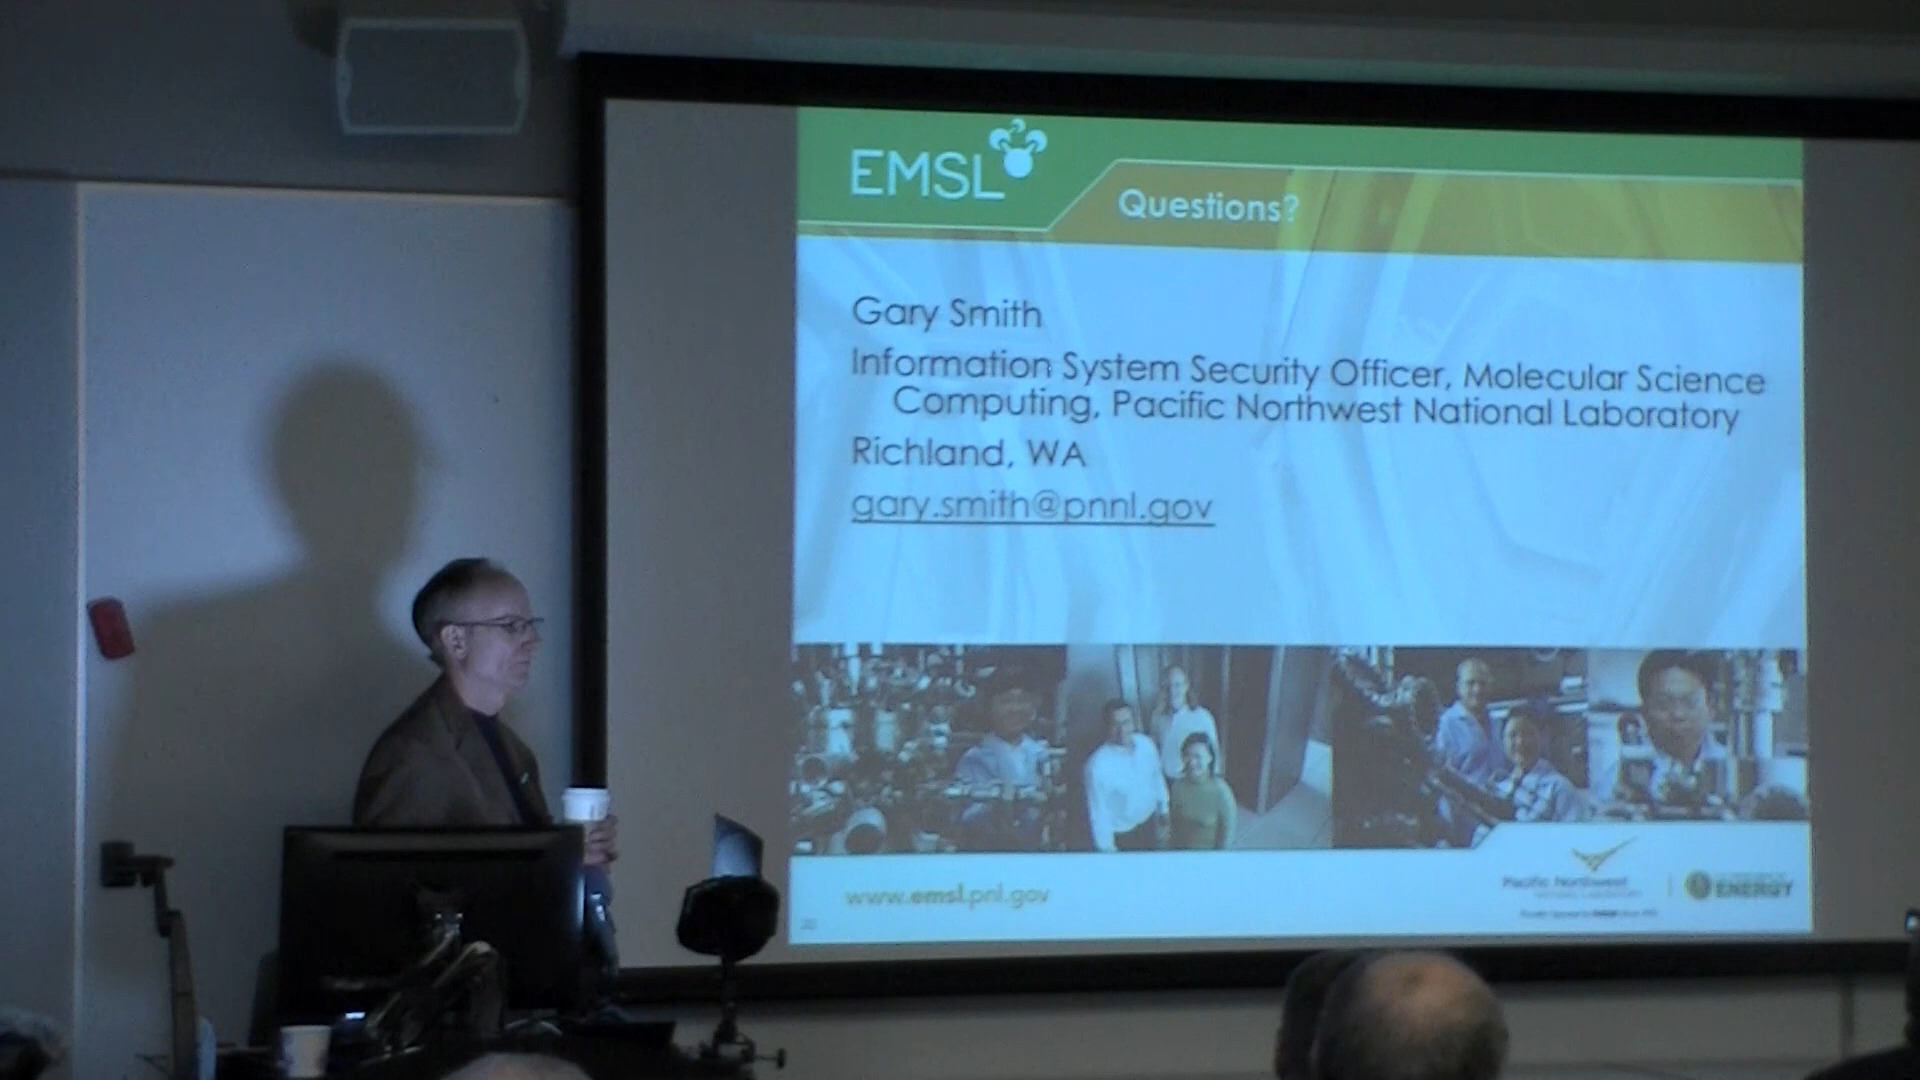 EMSL
Questions?
Gary Smith
Information System Security Officer, Molecular Science
Computing, Pacific Northwest National Laboratory
Richland, WA
gary.smith@pnnl.gov
www.emsl.pnl.gov
Pacific Northwest
ENERGY